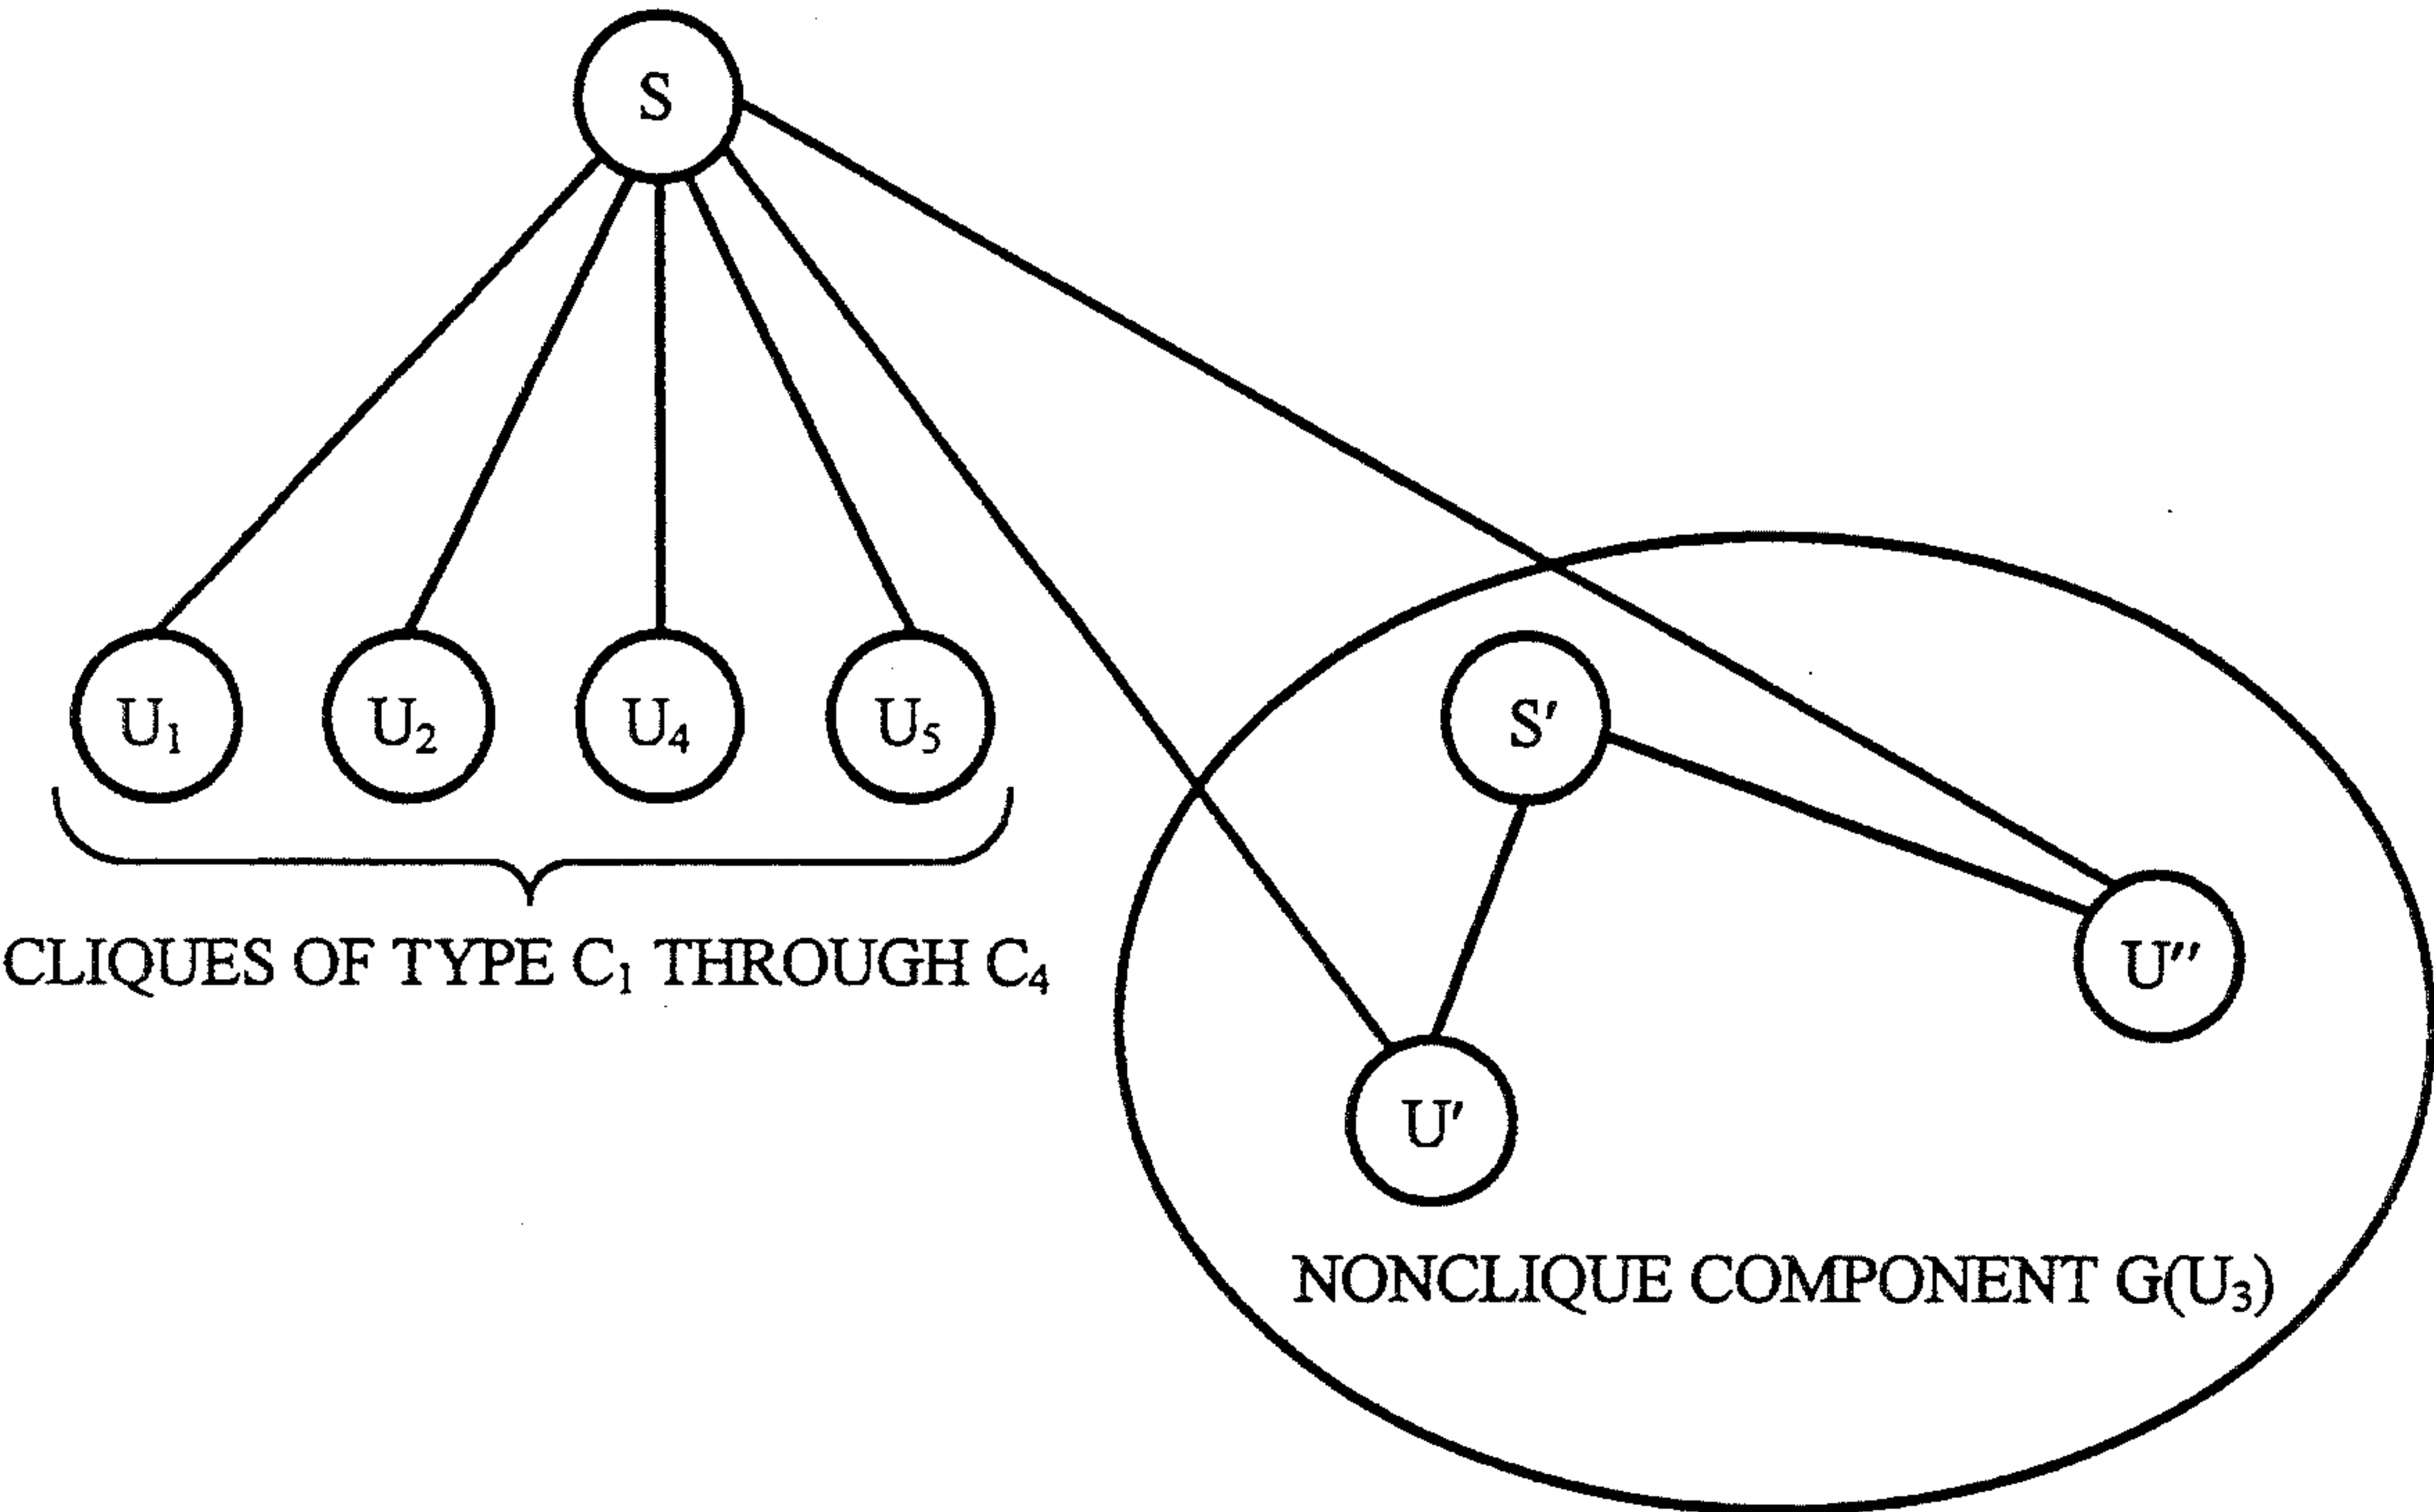 S
U₁ U₂ U₄ U₅
S′
U″
CLIQUES OF TYPE C₁ THROUGH C₄
U′
NONCLIQUE COMPONENT G(U₃)